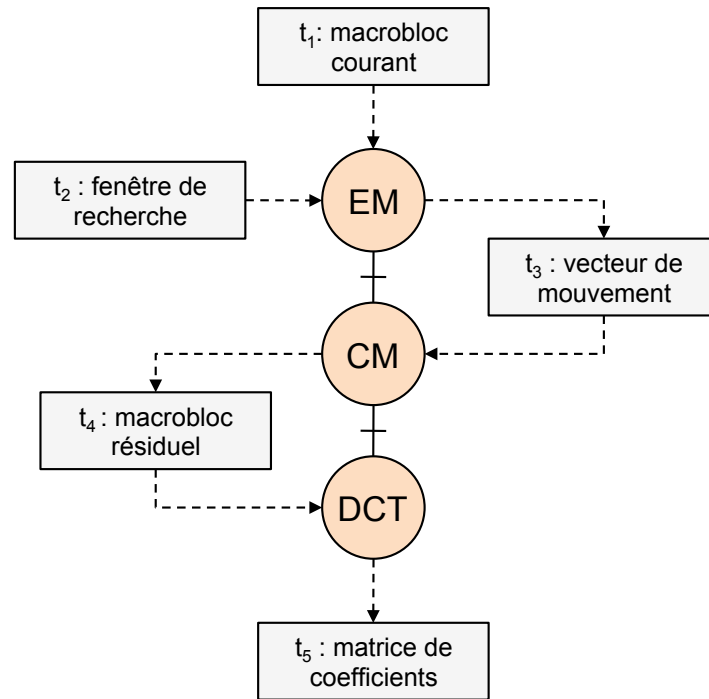 t₁: macrobloc
courant
EM
t₂ : fenêtre de
recherche
t₃ : vecteur de
mouvement
CM
t₄ : macrobloc
résiduel
DCT
t₅ : matrice de
coefficients